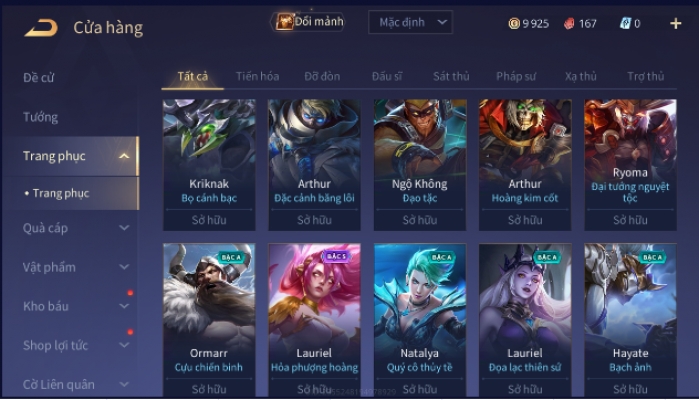 Cửa hàng
Đổi mảnh
Mặc định
9 925
167
0
Đề cử
Tướng
Trang phục
• Trang phục
Quà cáp
Vật phẩm
Kho báu
Shop lợi tức
Cờ Liên quân
Tất cả
Tiến hóa
Đỡ đòn
Đấu sĩ
Sát thủ
Pháp sư
Xạ thủ
Trợ thủ
Kriknak
Bọ cánh bạc
Sở hữu
Arthur
Đặc cảnh băng lôi
Sở hữu
Ngộ Không
Đạo tặc
Sở hữu
Arthur
Hoàng kim cốt
Sở hữu
Ryoma
Đại tướng nguyệt
tộc
Sở hữu
BẬC A
Ormarr
Cựu chiến binh
Sở hữu
BẬC S
Lauriel
Hỏa phượng hoàng
Sở hữu
BẬC A
Natalya
Quý cô thủy tề
Sở hữu
BẬC A
Lauriel
Đọa lạc thiên sứ
Sở hữu
BẬC A
Hayate
Bạch ảnh
Sở hữu